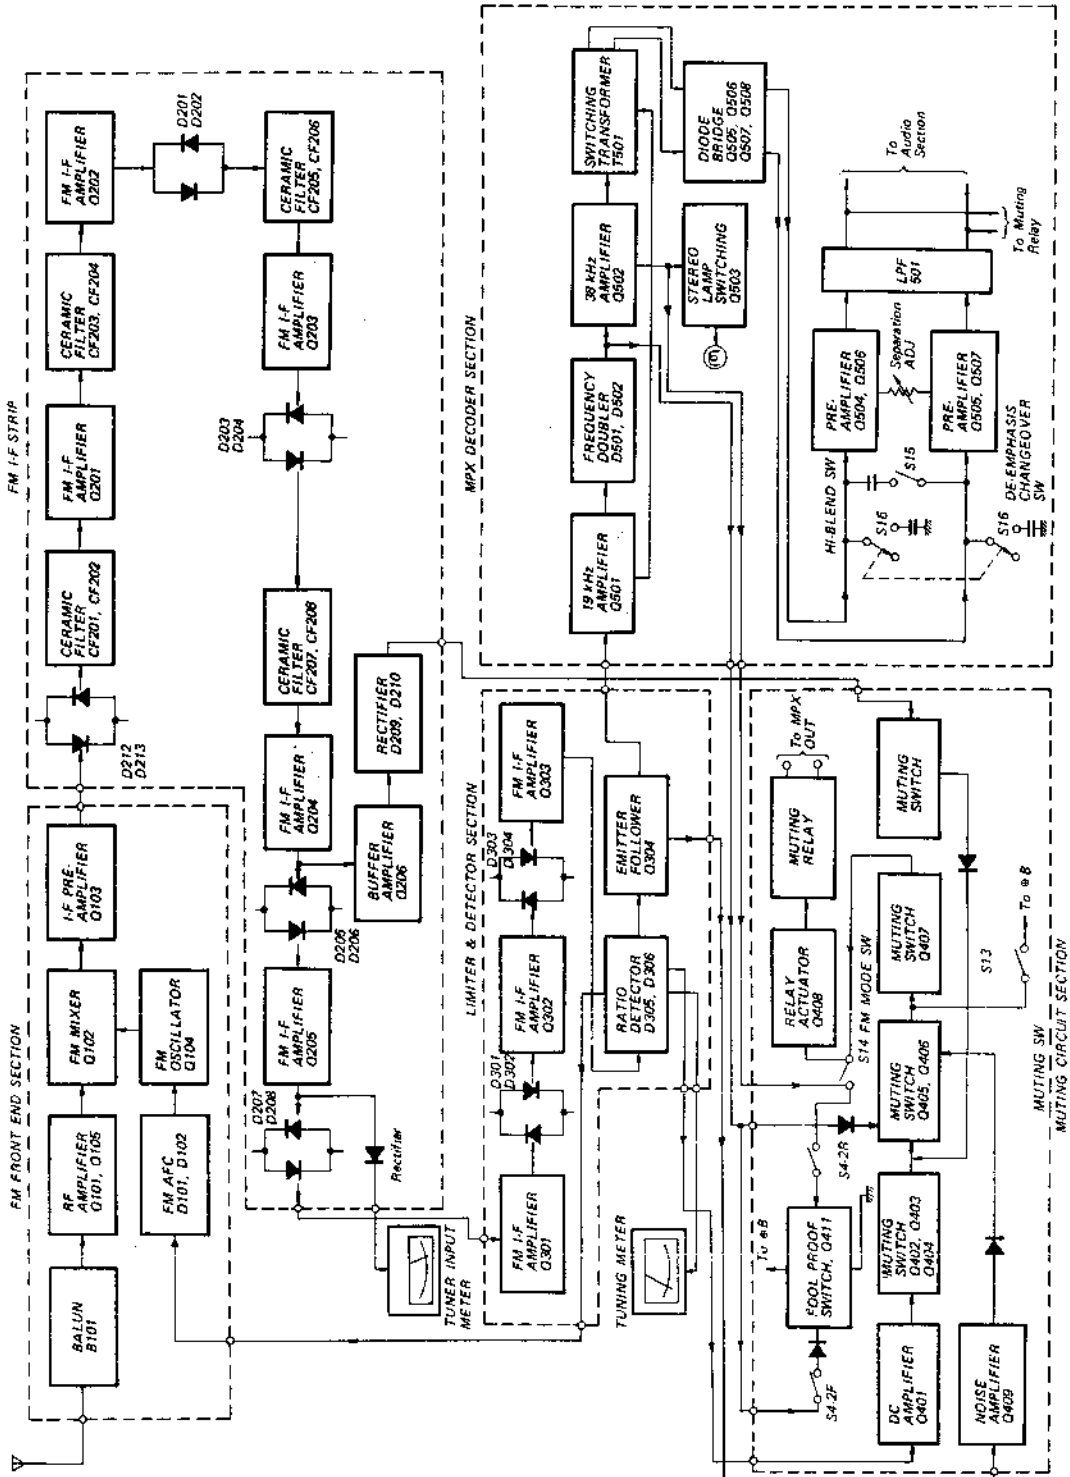 FM FRONT END SECTION
BALUN
B101
RF
AMPLIFIER
Q101, Q105
FM MIXER
Q102
I-F PRE-
AMPLIFIER
Q103
FM AFC
D101, D102
FM
OSCILLATOR
Q104
FM I-F STRIP
D212
D213
CERAMIC
FILTER
CF201, CF202
FM I-F
AMPLIFIER
Q201
CERAMIC
FILTER
CF203, CF204
FM I-F
AMPLIFIER
Q202
D201
D202
CERAMIC
FILTER
CF205, CF206
FM I-F
AMPLIFIER
Q203
D203
D204
CERAMIC
FILTER
CF207, CF208
FM I-F
AMPLIFIER
Q204
D205
D206
FM I-F
AMPLIFIER
Q205
D207
D208
Rectifier
BUFFER
AMPLIFIER
Q206
RECTIFIER
D209, D210
TUNER INPUT
METER
LIMITER & DETECTOR SECTION
FM I-F
AMPLIFIER
Q301
D301
D302
FM I-F
AMPLIFIER
Q302
D303
D304
FM I-F
AMPLIFIER
Q303
RATIO
DETECTOR
D305, D306
EMITTER
FOLLOWER
Q304
TUNING METER
MPX DECODER SECTION
19 kHz
AMPLIFIER
Q501
FREQUENCY
DOUBLER
D501, D502
38 kHz
AMPLIFIER
Q502
SWITCHING
TRANSFORMER
T501
STEREO
LAMP
SWITCHING
Q503
DIODE
BRIDGE
Q505, Q506
Q507, Q508
HI-BLEND SW
S16
S15
S16
DE-EMPHASIS
CHANGEOVER
SW
PRE-
AMPLIFIER
Q504, Q506
Separation
ADJ
PRE-
AMPLIFIER
Q505, Q507
LPF
501
To
Audio
Section
To Muting
Relay
To ⊕B
FOOL PROOF
SWITCH, Q411
S4-2F
S4-2R
S14 FM MODE SW
RELAY
ACTUATOR
Q408
MUTING
RELAY
To MPX
OUT
DC
AMPLIFIER
Q401
MUTING
SWITCH
Q402, Q403
Q404
MUTING
SWITCH
Q405, Q406
MUTING
SWITCH
Q407
MUTING
SWITCH
NOISE
AMPLIFIER
Q409
S13
To ⊕B
MUTING SW
MUTING CIRCUIT SECTION